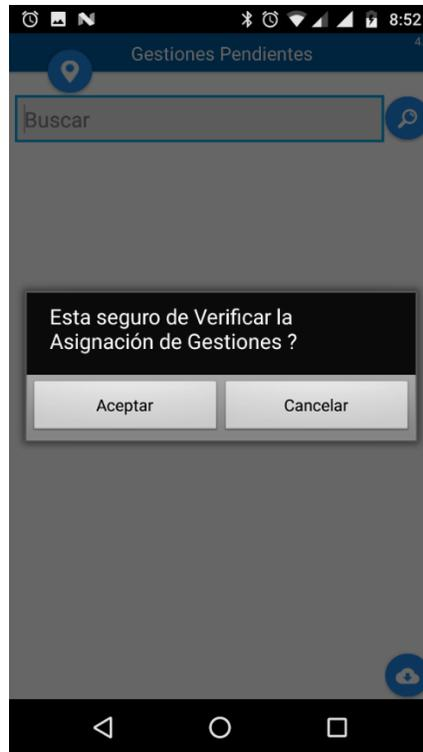 8:52
Gestiones Pendientes
4
Buscar
Esta seguro de Verificar la
Asignación de Gestiones ?
Aceptar
Cancelar